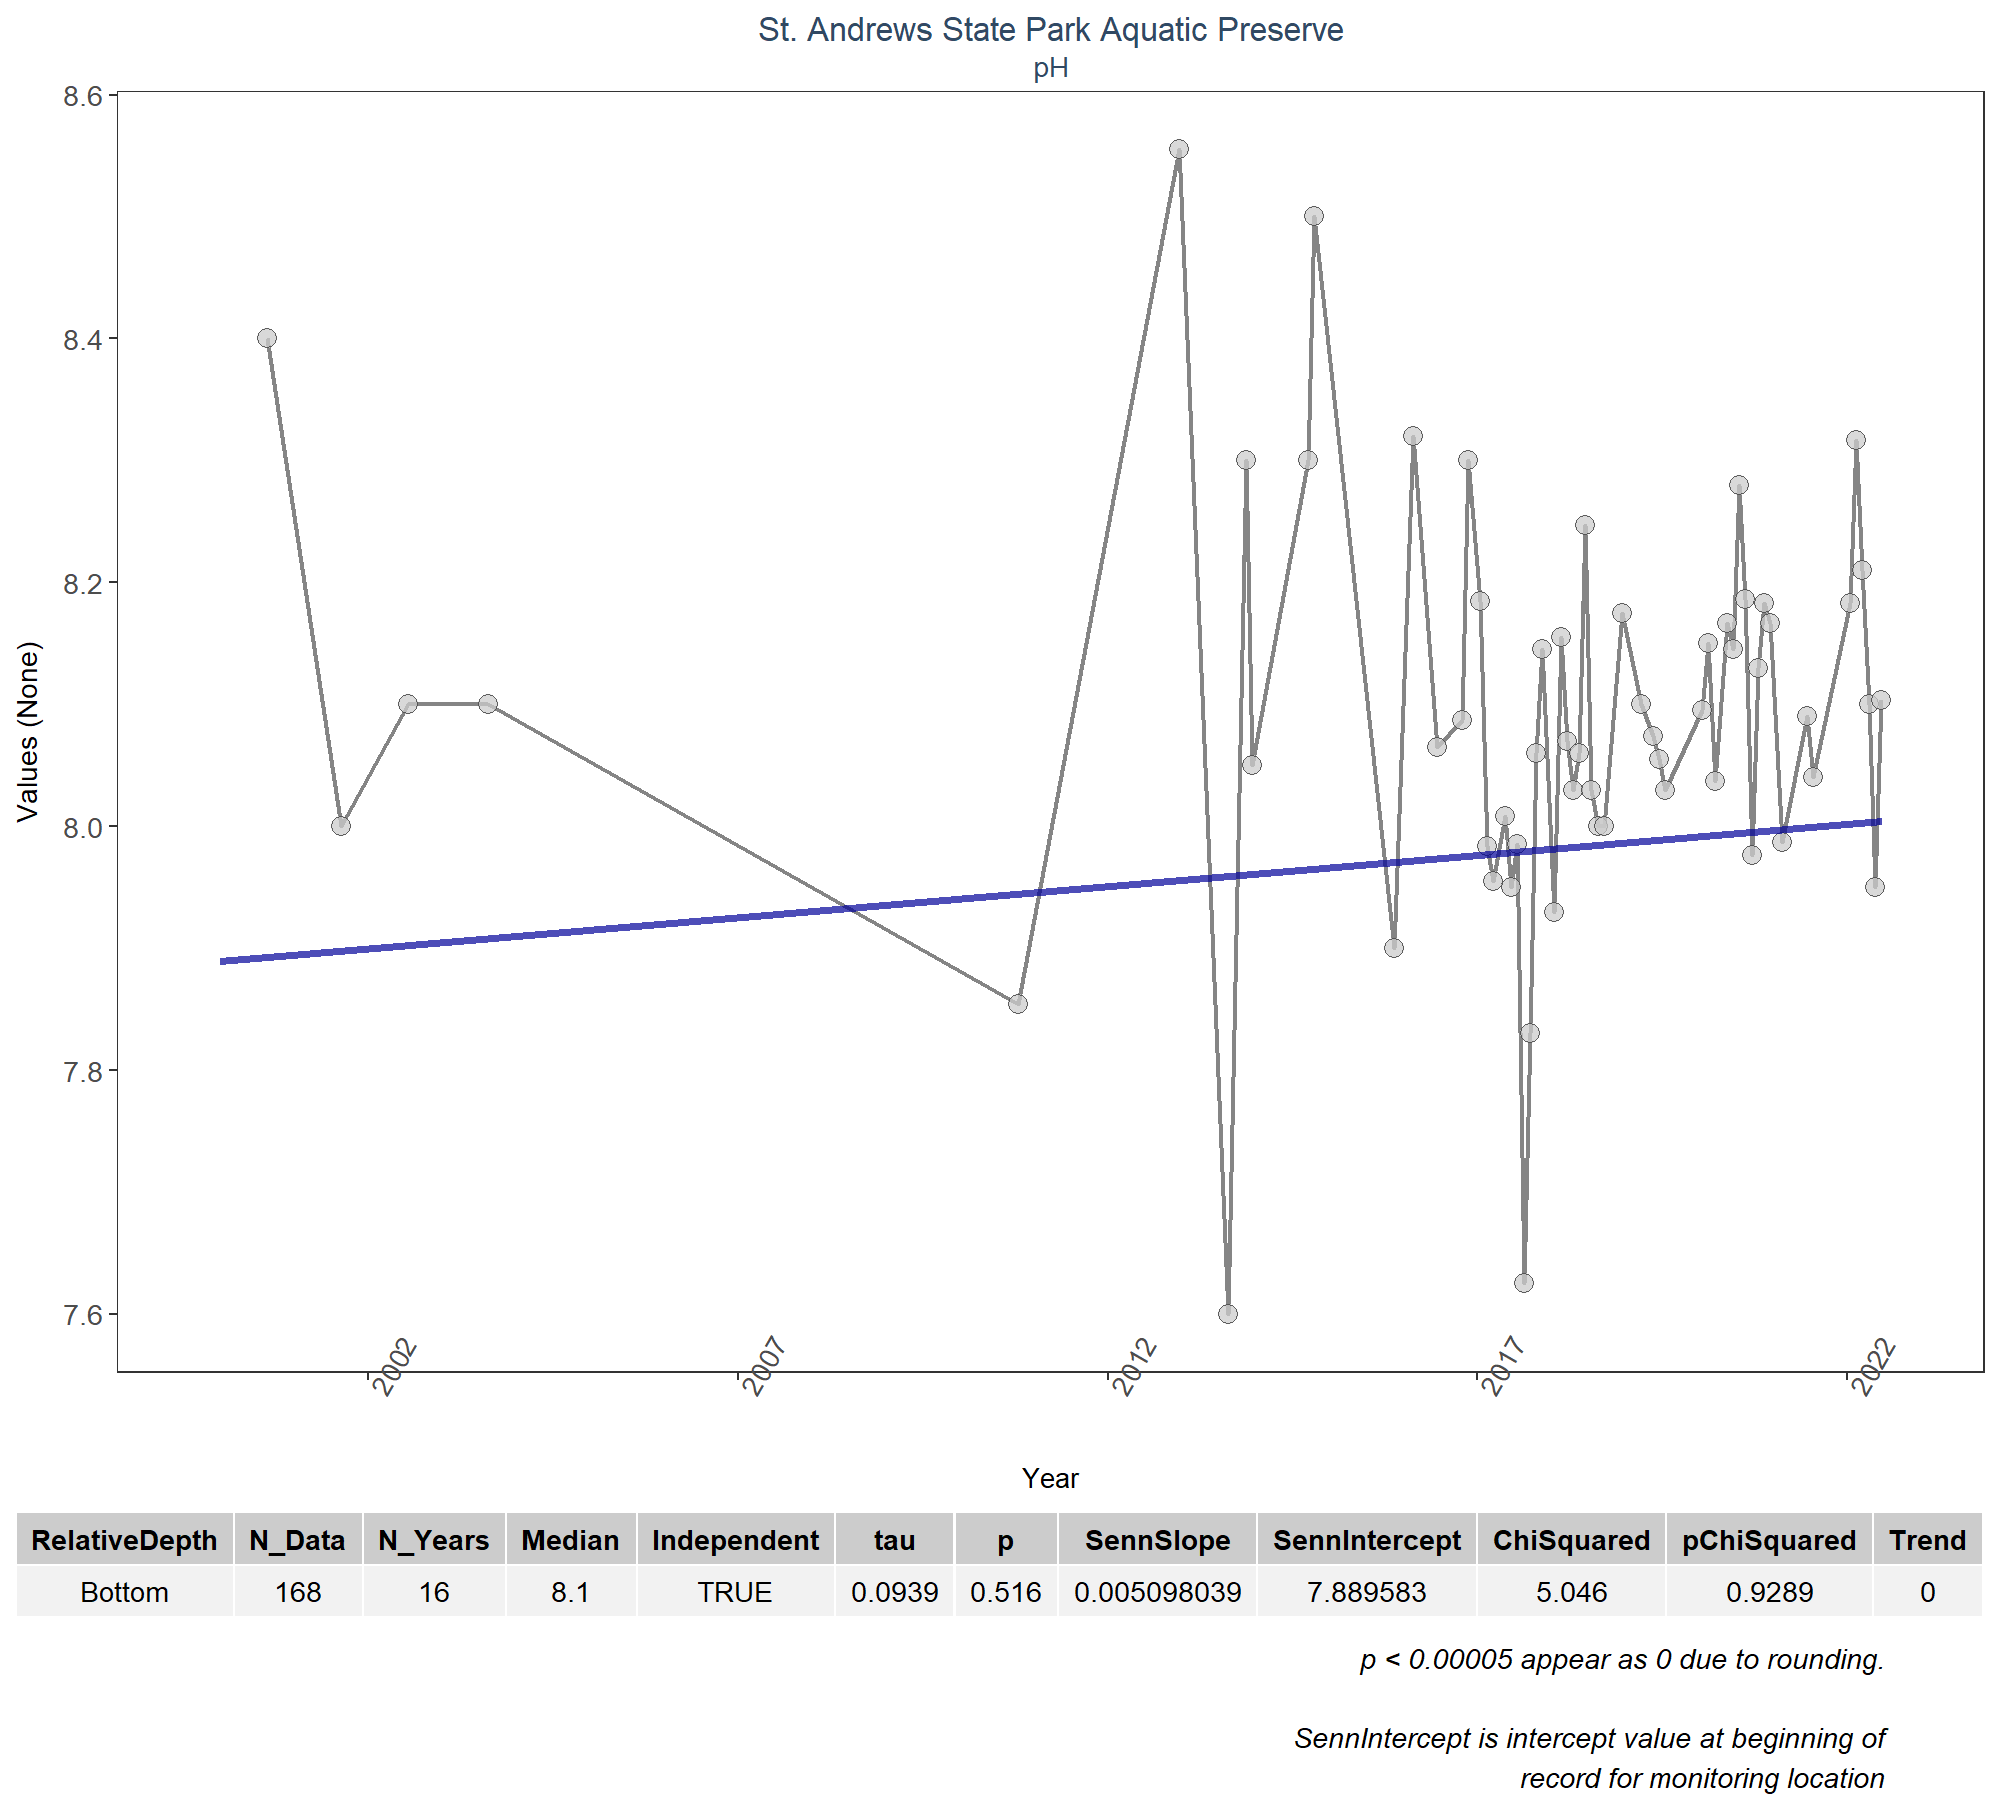 St. Andrews State Park Aquatic Preserve
pH
8.6
8.4
8.2
8.0
7.8
7.6
Values (None)
2002
2007
2012
2017
2022
Year
RelativeDepth N_Data N_Years Median Independent tau p SennSlope SennIntercept ChiSquared pChiSquared Trend
Bottom 168 16 8.1 TRUE 0.0939 0.516 0.005098039 7.889583 5.046 0.9289 0
p < 0.00005 appear as 0 due to rounding.
SennIntercept is intercept value at beginning of
record for monitoring location